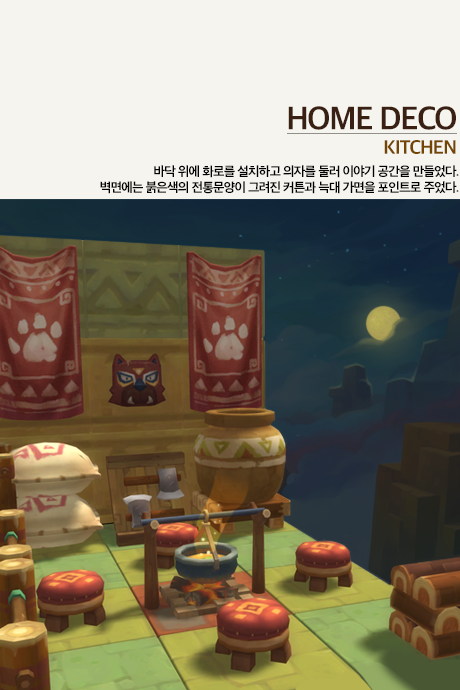 HOME DECO
KITCHEN
바닥 위에 화로를 설치하고 의자를 둘러 이야기 공간을 만들었다.
벽면에는 붉은색의 전통문양이 그려진 커튼과 늑대 가면을 포인트로 주었다.